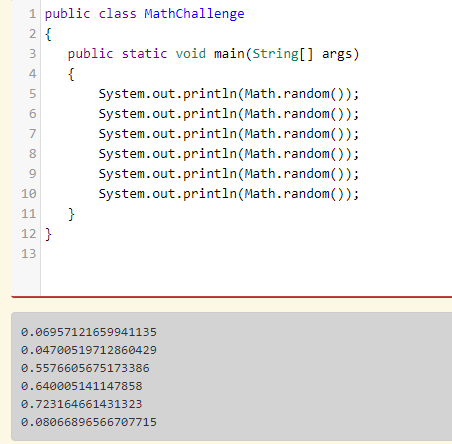 1 public class MathChallenge
2 {
3 public static void main(String[] args)
4 {
5 System.out.println(Math.random());
6 System.out.println(Math.random());
7 System.out.println(Math.random());
8 System.out.println(Math.random());
9 System.out.println(Math.random());
10 System.out.println(Math.random());
11 }
12 }
13
0.06957121659941135
0.04700519712860429
0.5576605675173386
0.640005141147858
0.723164661431323
0.08066896566707715